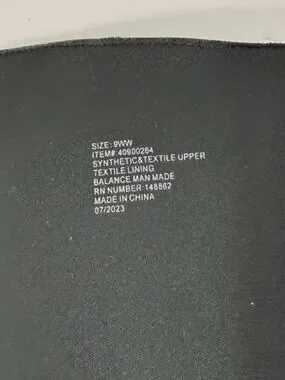 SIZE: 9WW
ITEM#:40900264
SYNTHETIC&TEXTILE UPPER
TEXTILE LINING
BALANCE MAN MADE
RN NUMBER:148862
MADE IN CHINA
07/2023